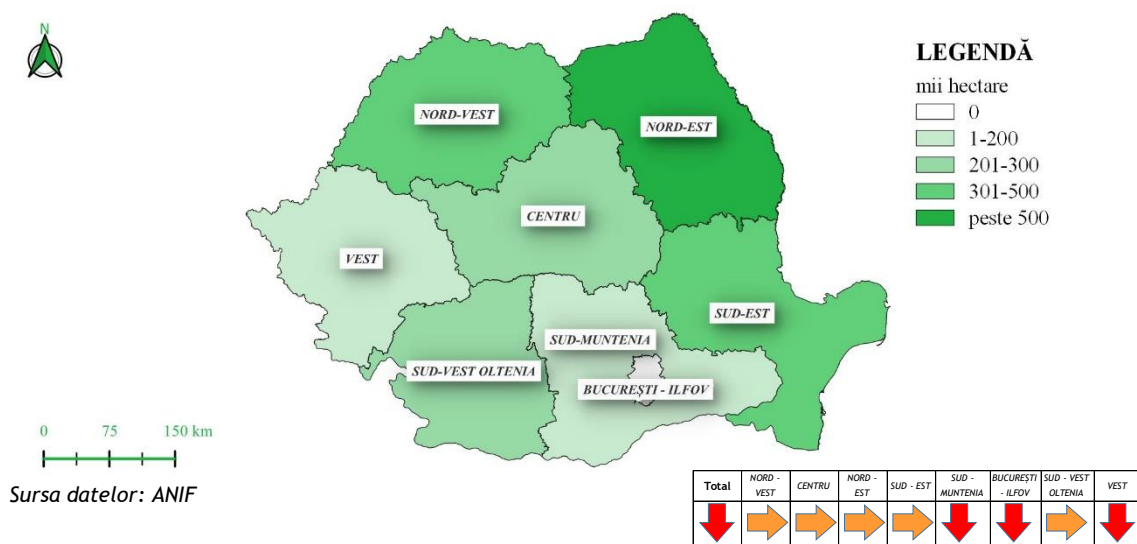 N
NORD-VEST
NORD-EST
CENTRU
VEST
SUD-EST
SUD-MUNTENIA
SUD-VEST OLTENIA
BUCUREȘTI - ILFOV
LEGENDĂ
mii hectare
0
1-200
201-300
301-500
peste 500
0 75 150 km
Sursa datelor: ANIF
Total
NORD -
VEST
CENTRU
NORD -
EST
SUD - EST
SUD -
MUNTENIA
BUCUREȘTI
- ILFOV
SUD - VEST
OLTENIA
VEST